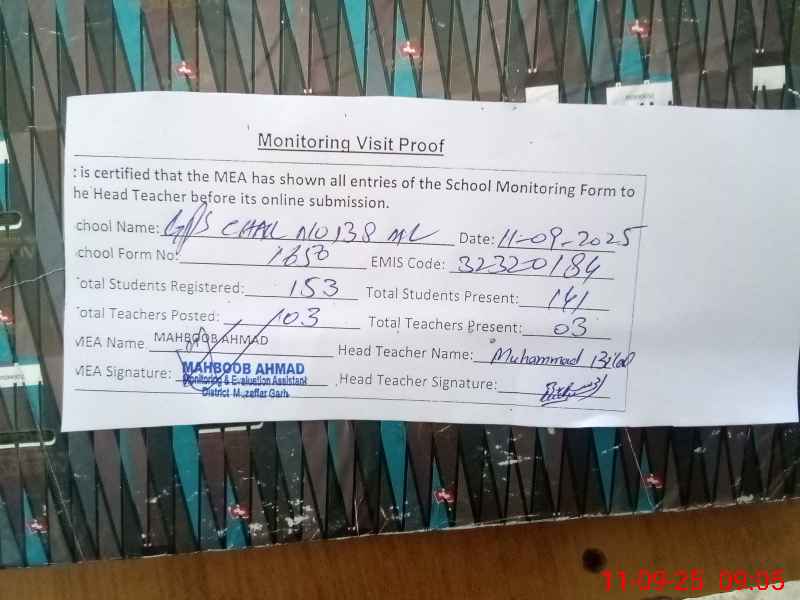 Monitoring Visit Proof
: is certified that the MEA has shown all entries of the School Monitoring Form to
he Head Teacher before its online submission.
chool Name: GPS CHAK NO 138 ML Date: 11-09-2025
chool Form No: 1650 EMIS Code: 32320184
otal Students Registered: 153 Total Students Present: 141
otal Teachers Posted: 03 Total Teachers Present: 03
MEA Name MAHBOOB AHMAD Head Teacher Name: Muhammad Bilal
MEA Signature: MAHBOOB AHMAD Head Teacher Signature:
Monitoring & Evaluation Assistant
District Muzaffar Garh
11-09-25 09:05